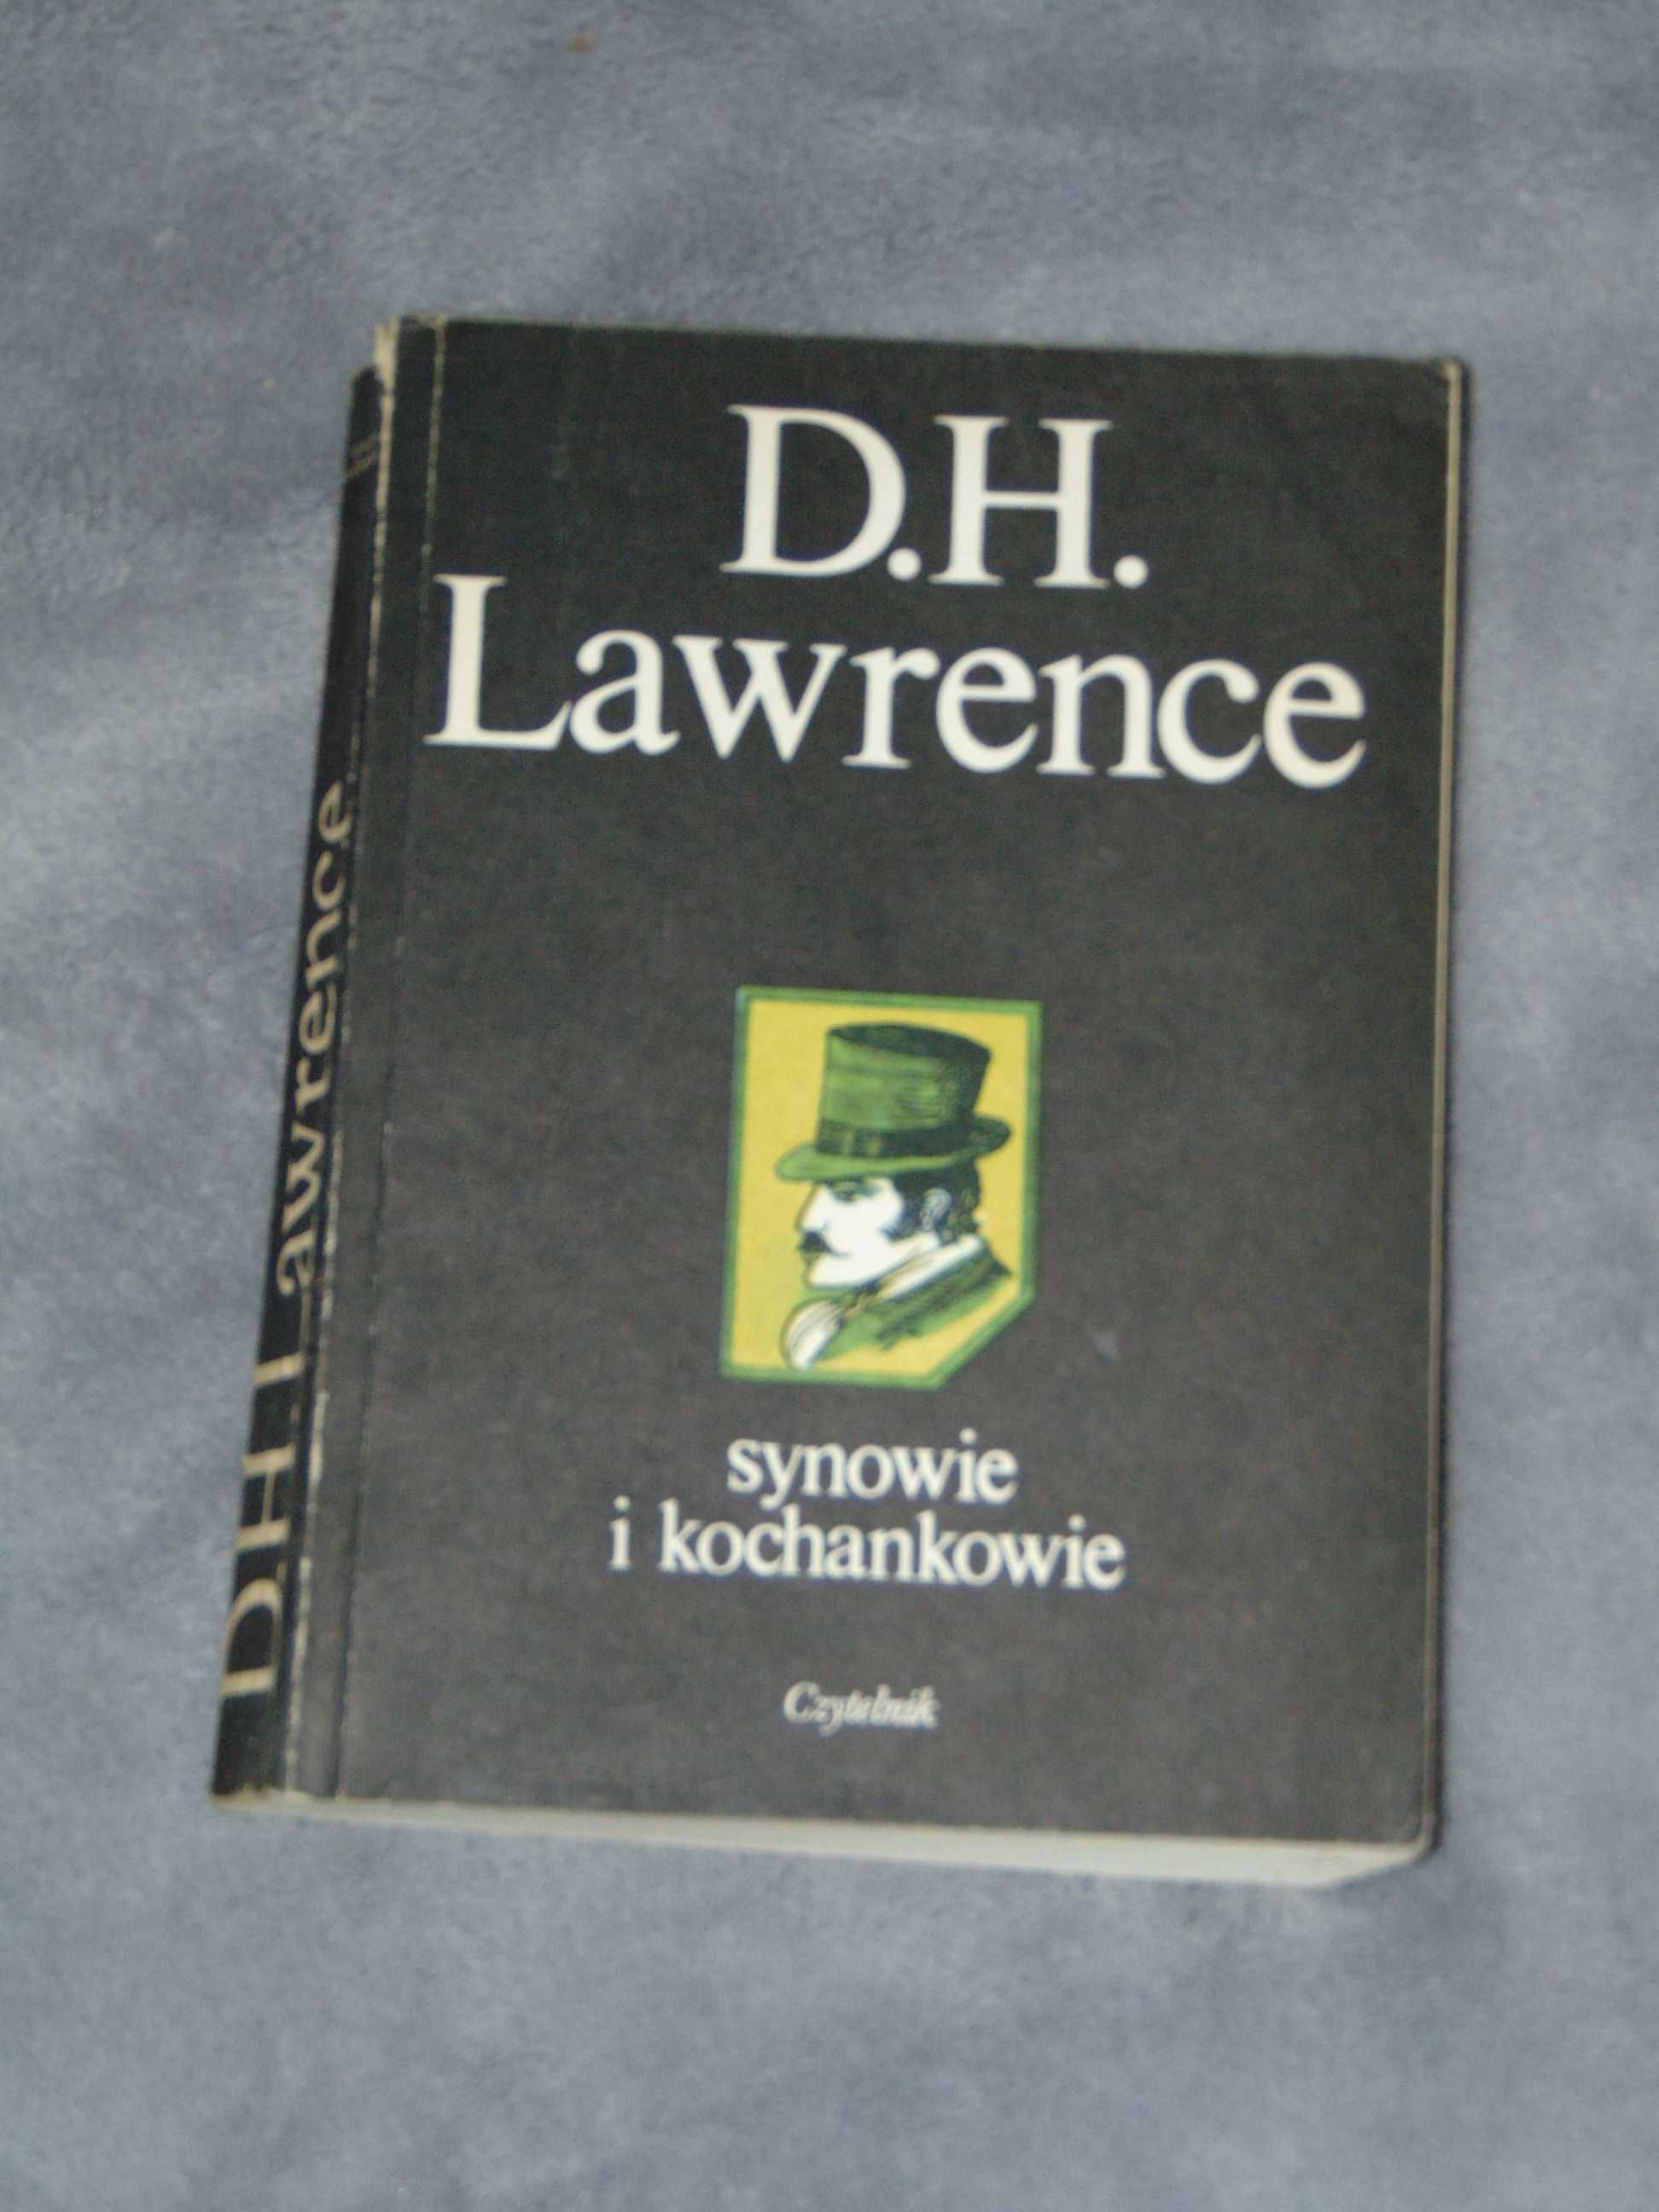 D.H.
Lawrence
synowie
i kochankowie
Czytelnik
D.H. Lawrence